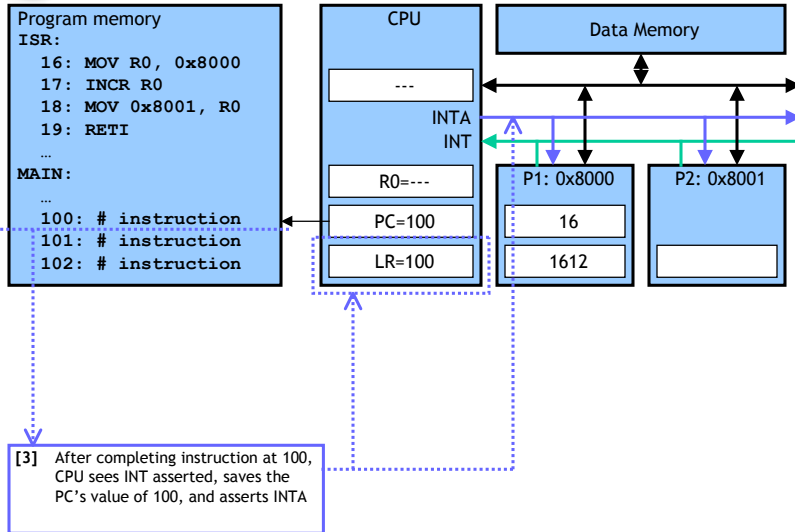 Program memory
ISR:
16: MOV R0, 0x8000
17: INCR R0
18: MOV 0x8001, R0
19: RETI
…
MAIN:
…
100: # instruction
101: # instruction
102: # instruction
CPU
---
INTA
INT
R0=---
PC=100
LR=100
Data Memory
P1: 0x8000
16
1612
P2: 0x8001
[3] After completing instruction at 100,
CPU sees INT asserted, saves the
PC’s value of 100, and asserts INTA